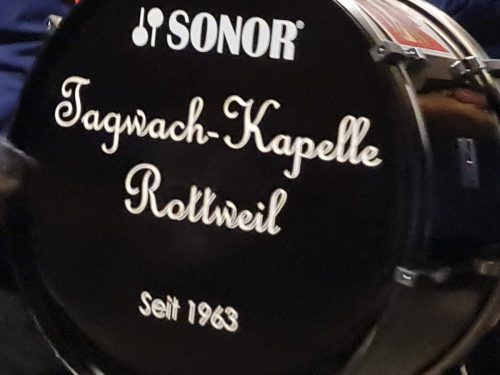 SONOR
Tagwach-Kapelle
Rottweil
Seit 1963